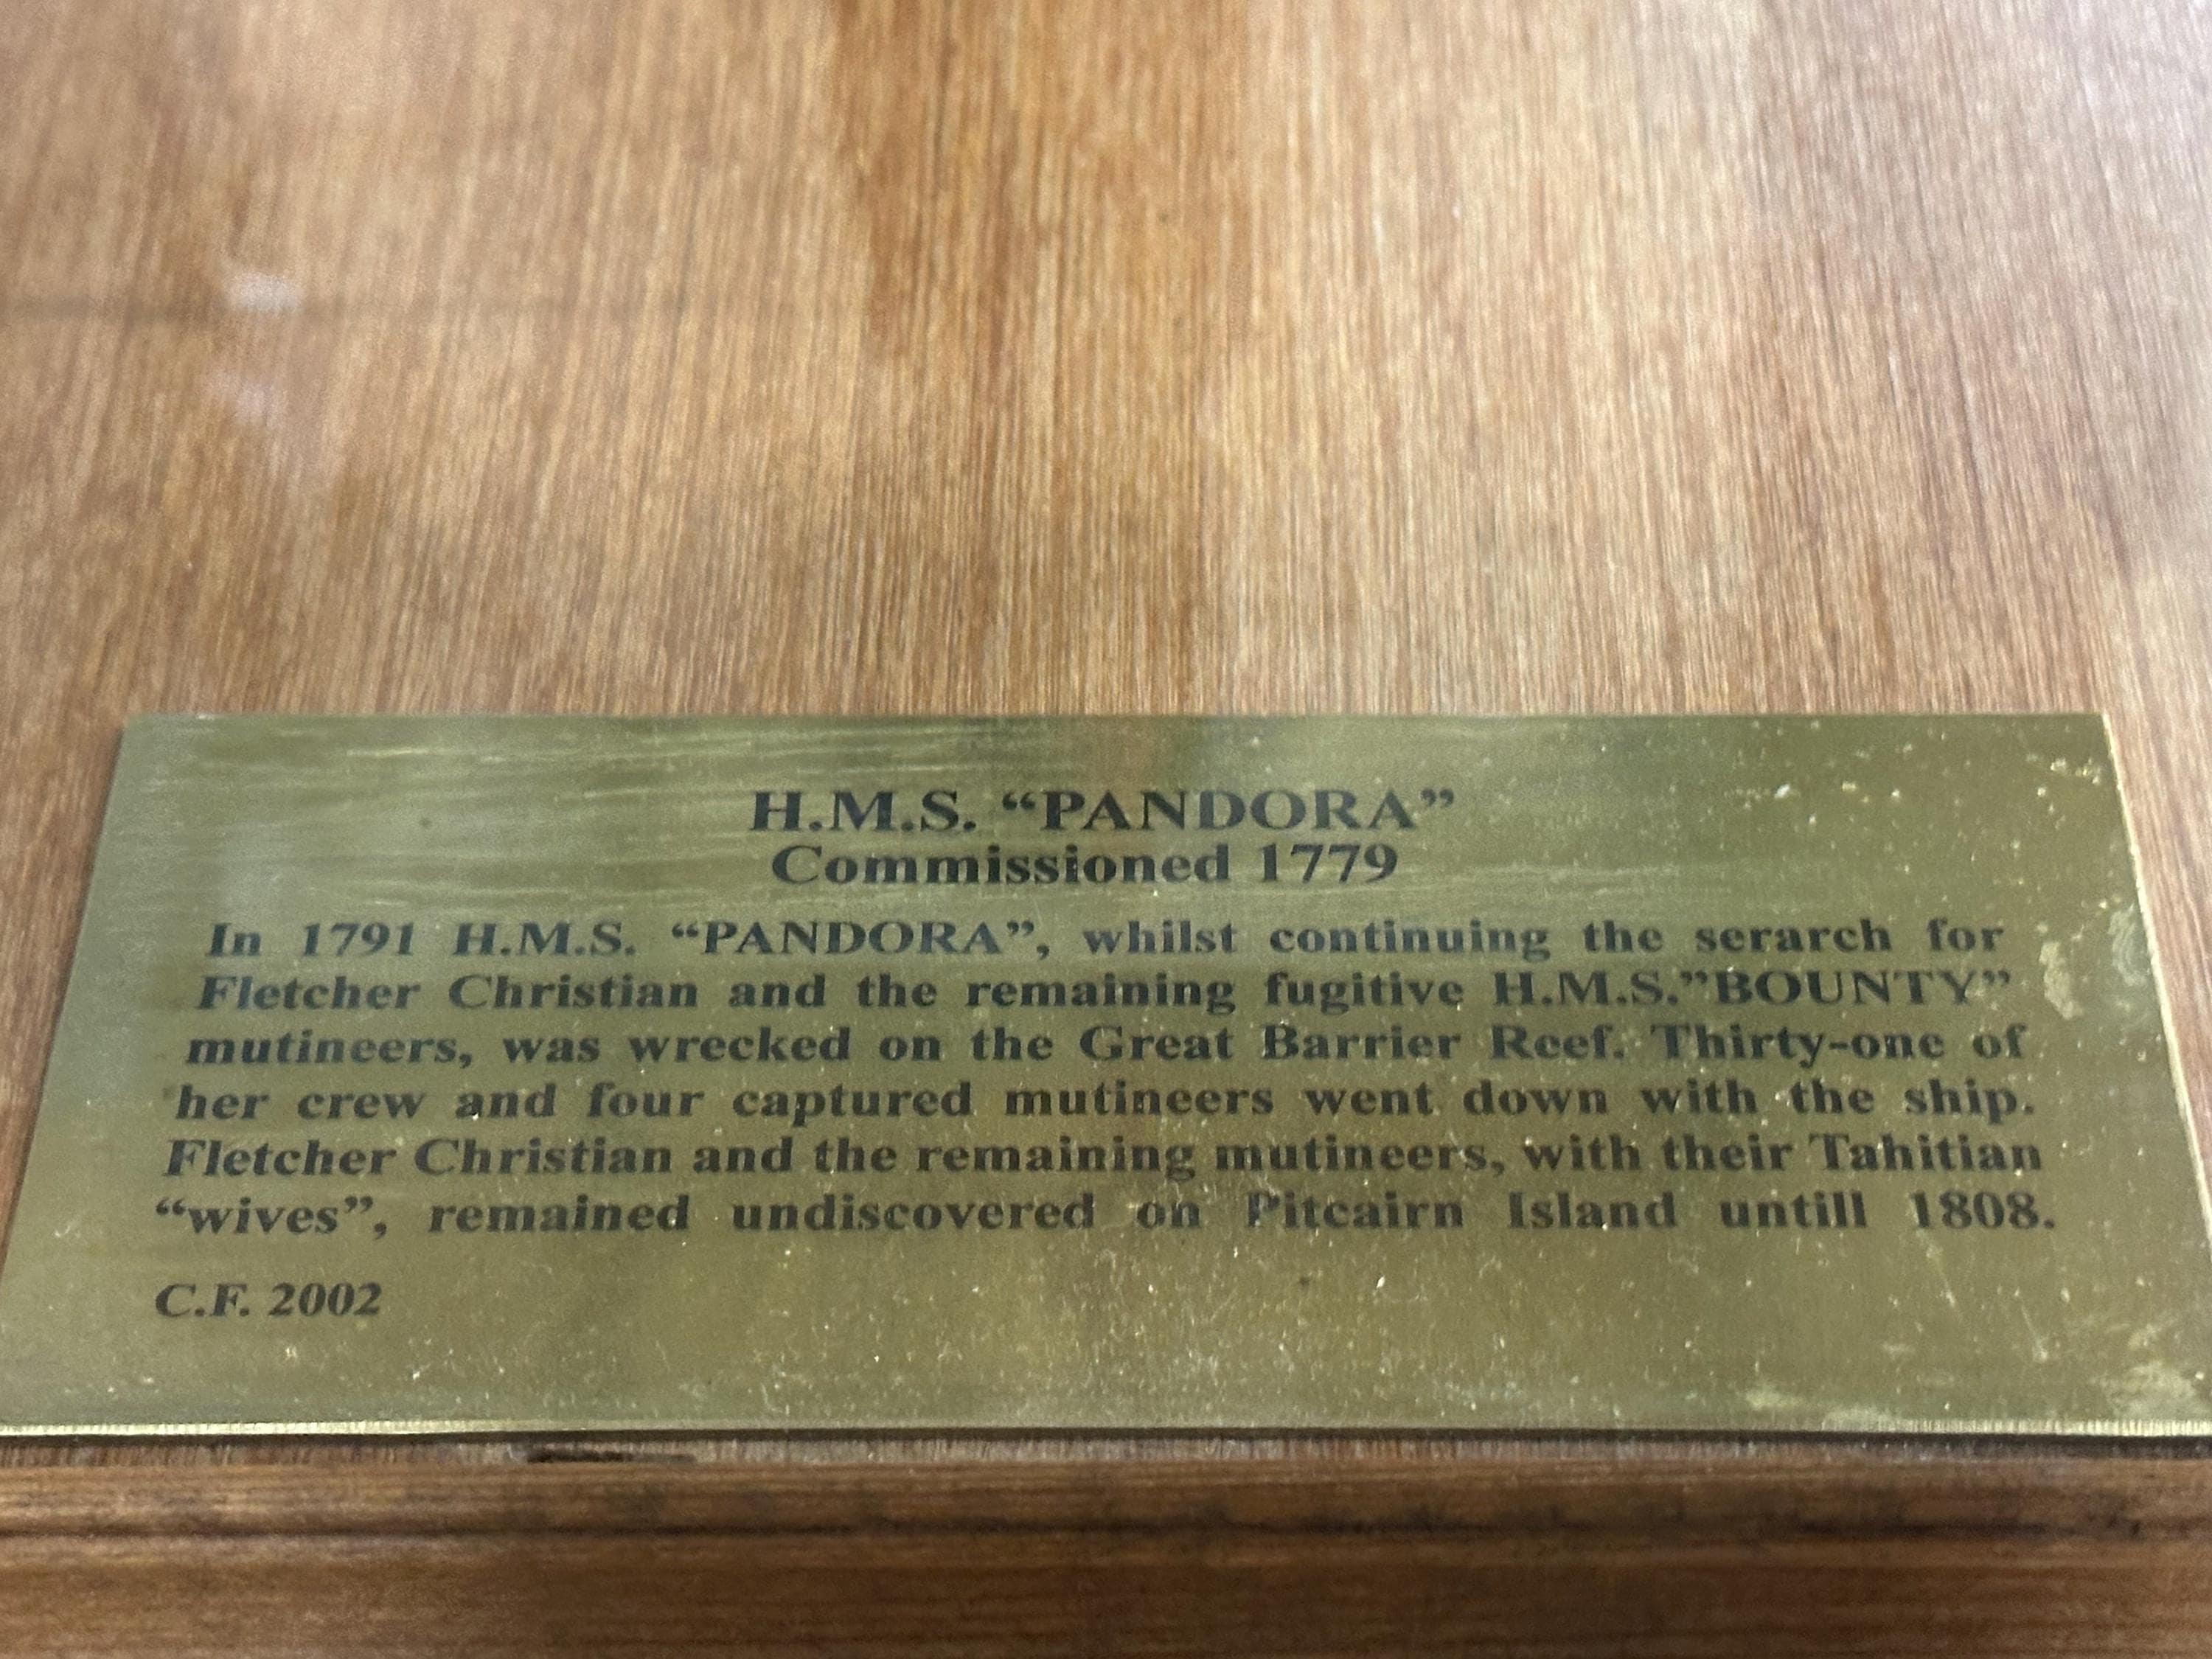 H.M.S. “PANDORA”
Commissioned 1779
In 1791 H.M.S. “PANDORA”, whilst continuing the serarch for
Fletcher Christian and the remaining fugitive H.M.S.”BOUNTY”
mutineers, was wrecked on the Great Barrier Reef. Thirty-one of
her crew and four captured mutineers went down with the ship.
Fletcher Christian and the remaining mutineers, with their Tahitian
“wives”, remained undiscovered on Pitcairn Island untill 1808.
C.F. 2002